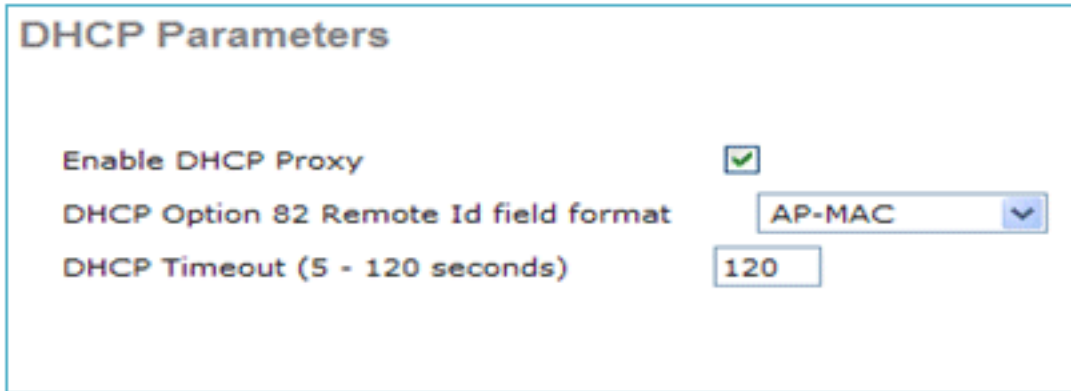 DHCP Parameters
Enable DHCP Proxy
DHCP Option 82 Remote Id field format AP-MAC
DHCP Timeout (5 - 120 seconds) 120